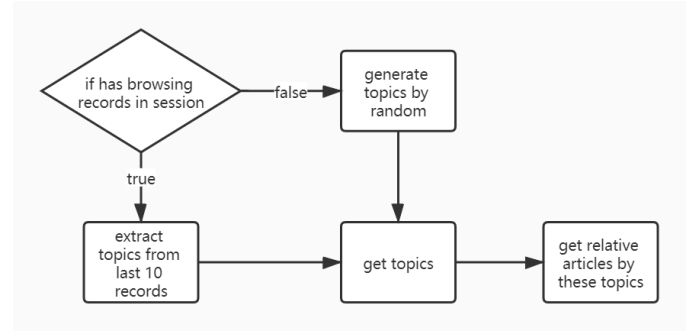 if has browsing
records in session
false
generate
topics by
random
true
extract
topics from
last 10
records
get topics
get relative
articles by
these topics